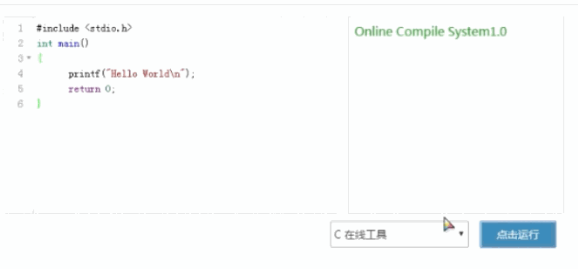 1 #include <stdio.h>
2 int main()
3 {
4 printf("Hello World\n");
5 return 0;
6 }
Online Compile System1.0
C 在线工具
点击运行